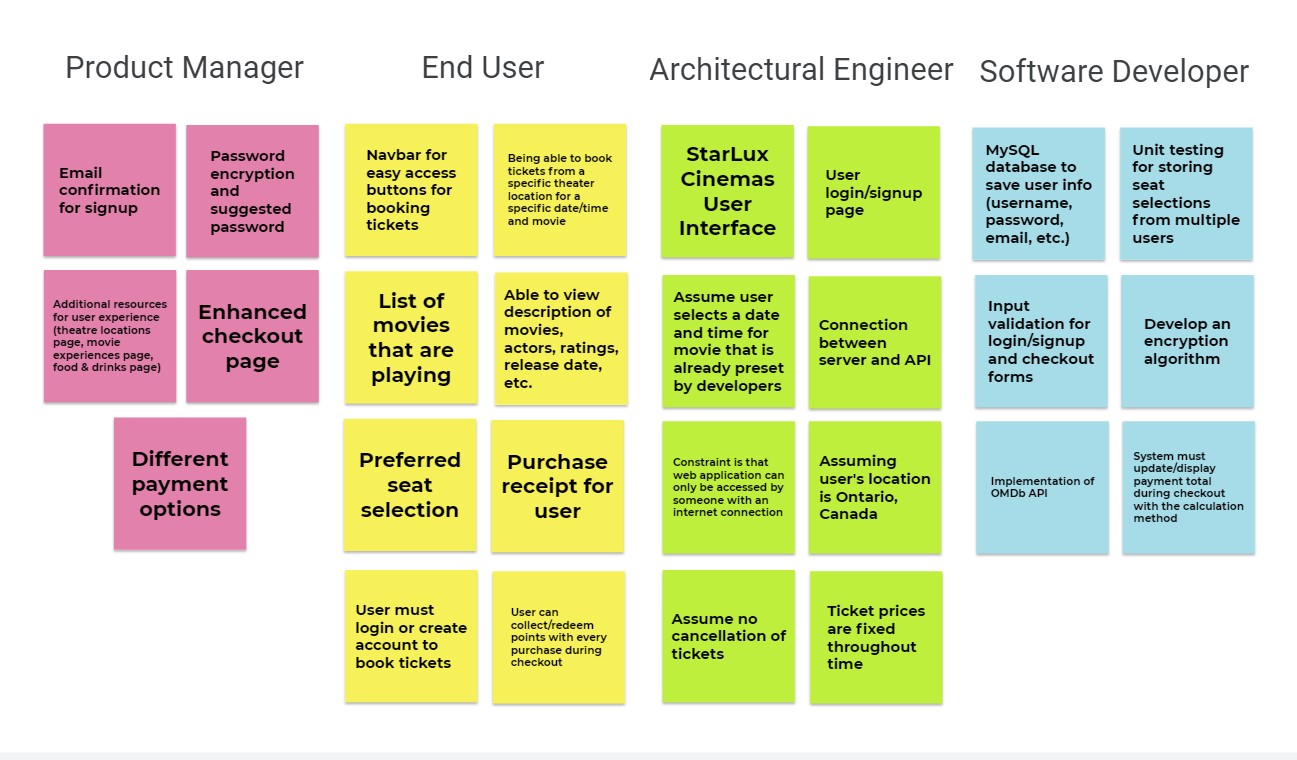 Product Manager
End User
Architectural Engineer
Software Developer
Email
confirmation
for signup
Password
encryption
and
suggested
password
Additional resources
for user experience
(theatre locations
page, movie
experiences page,
food & drinks page)
Enhanced
checkout
page
Different
payment
options
Navbar for
easy access
buttons for
booking
tickets
Being able to book
tickets from a
specific theater
location for a
specific date/time
and movie
List of
movies
that are
playing
Able to view
description of
movies,
actors, ratings,
release date,
etc.
Preferred
seat
selection
Purchase
receipt for
user
User must
login or create
account to
book tickets
User can
collect/redeem
points with every
purchase during
checkout
StarLux
Cinemas
User
Interface
User
login/signup
page
Assume user
selects a date
and time for
movie that is
already preset
by developers
Connection
between
server and API
Constraint is that
web application can
only be accessed by
someone with an
internet connection
Assuming
user's location
is Ontario,
Canada
Assume no
cancellation of
tickets
Ticket prices
are fixed
throughout
time
MySQL
database to
save user info
(username,
password,
email, etc.)
Unit testing
for storing
seat
selections
from multiple
users
Input
validation for
login/signup
and checkout
forms
Develop an
encryption
algorithm
Implementation of
OMDb API
System must
update/display
payment total
during checkout
with the calculation
method